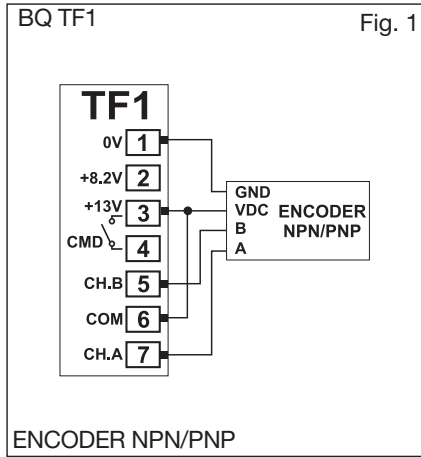 BQ TF1 Fig. 1
TF1
0V 1
+8.2V 2
+13V 3
CMD 4
CH.B 5
COM 6
CH.A 7
GND
VDC
B
A
ENCODER
NPN/PNP
ENCODER NPN/PNP